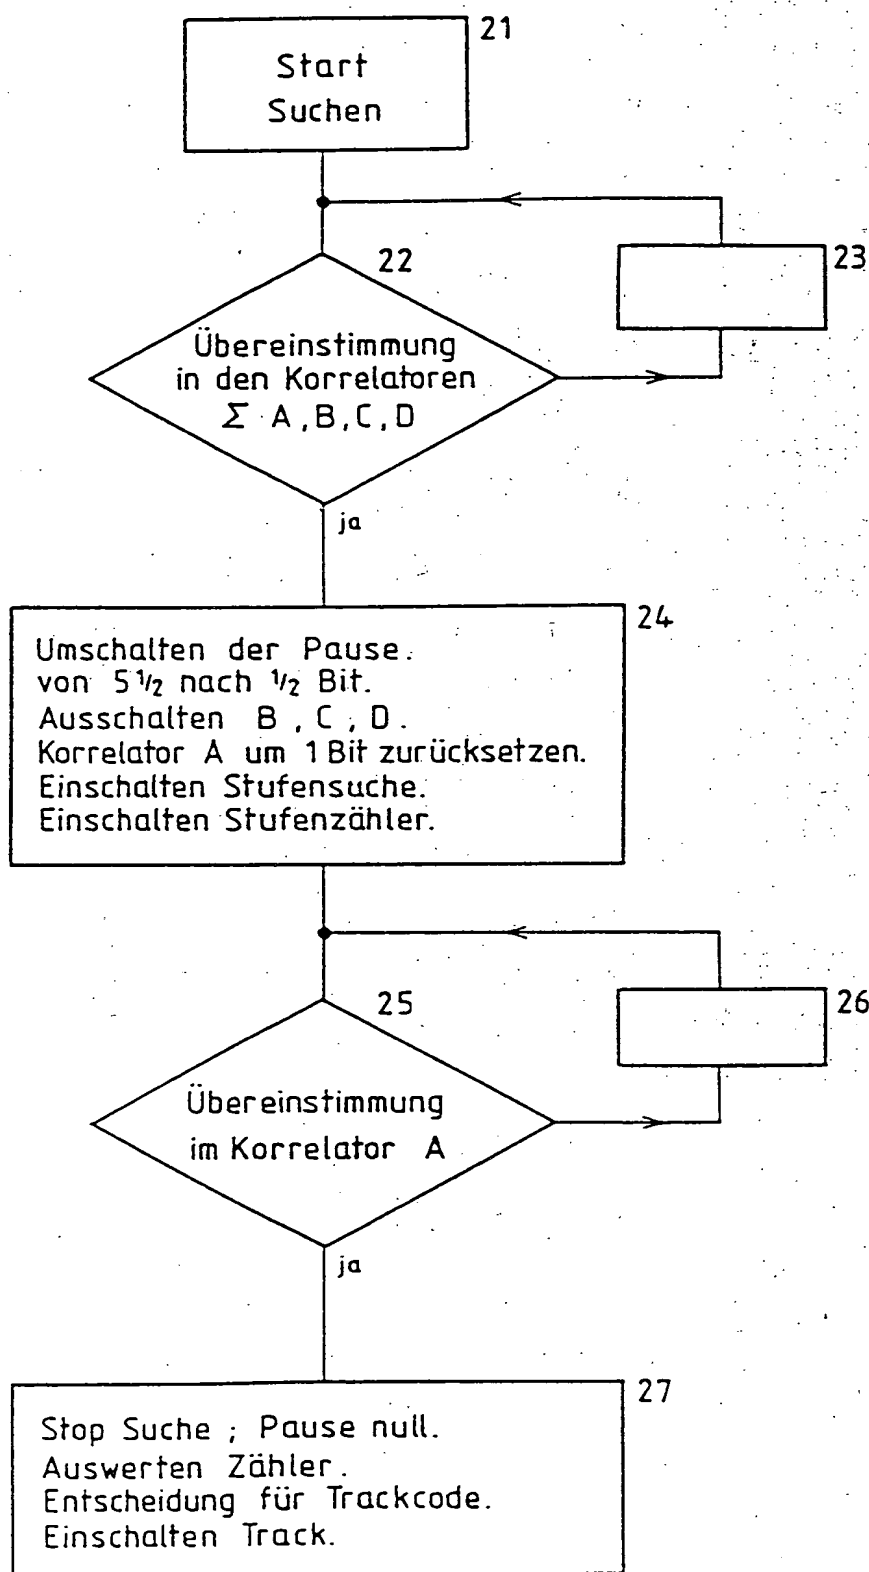 21
Start
Suchen
22
23
Übereinstimmung
in den Korrelatoren
Σ A, B, C, D
ja
24
Umschalten der Pause.
von 5 1/2 nach 1/2 Bit.
Ausschalten B, C, D.
Korrelator A um 1 Bit zurücksetzen.
Einschalten Stufensuche.
Einschalten Stufenzähler.
25
26
Übereinstimmung
im Korrelator A
ja
27
Stop Suche ; Pause null.
Auswerten Zähler.
Entscheidung für Trackcode.
Einschalten Track.